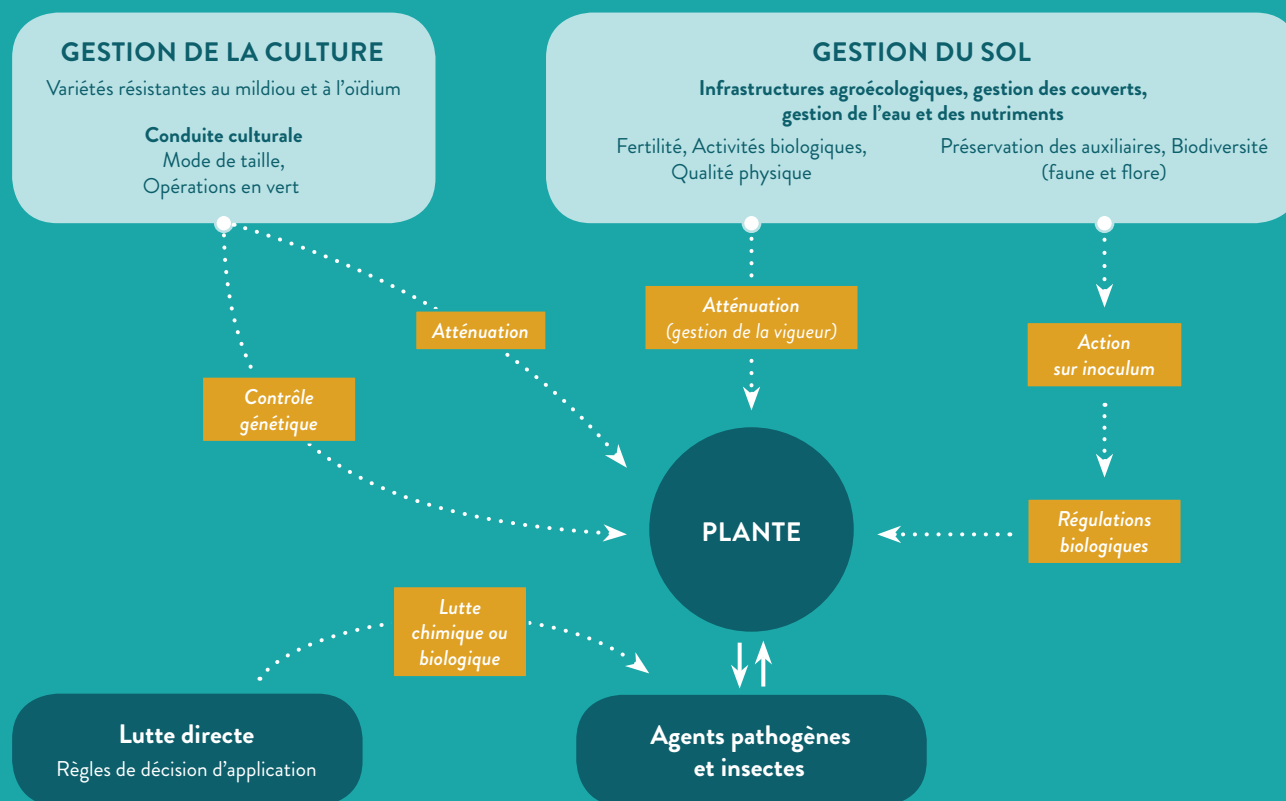 GESTION DE LA CULTURE
Variétés résistantes au mildiou et à l'oïdium
Conduite culturale
Mode de taille,
Opérations en vert
GESTION DU SOL
Infrastructures agroécologiques, gestion des couverts,
gestion de l'eau et des nutriments
Fertilité, Activités biologiques,
Qualité physique
Préservation des auxiliaires, Biodiversité
(faune et flore)
Atténuation
Atténuation
(gestion de la vigueur)
Action
sur inoculum
Contrôle
génétique
PLANTE
Régulations
biologiques
Lutte
chimique ou
biologique
Lutte directe
Règles de décision d'application
Agents pathogènes
et insectes